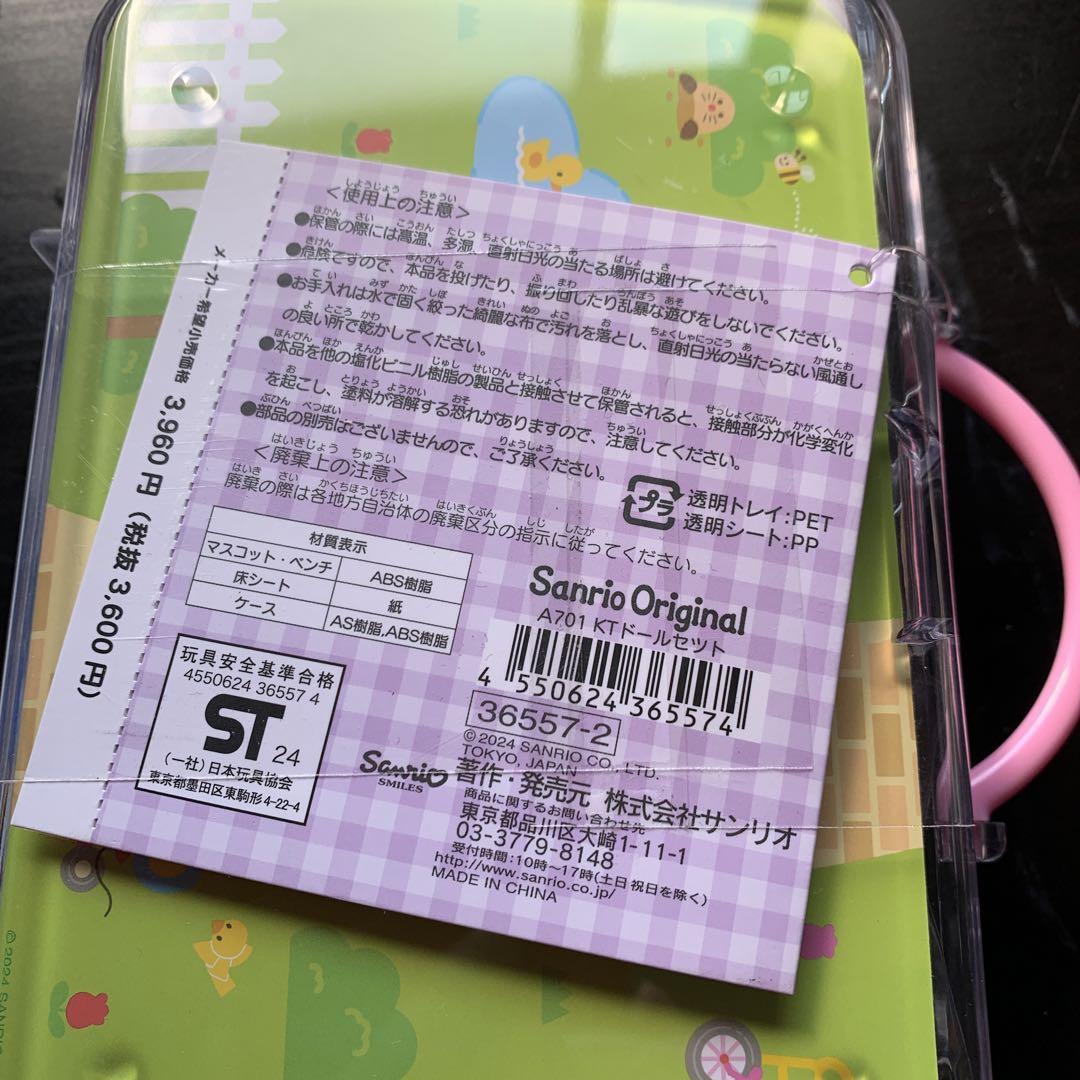 <使用上の注意>
●保管の際には高温、多湿、直射日光の当たる場所は避けてください。
●危険ですので、本品を投げたり、振り回したり乱暴な遊びをしないでください。
●お手入れは水で固く絞った綺麗な布で汚れを落とし、直射日光の当たらない風通し
の良い所で乾かしてください。
●本品を他の塩化ビニル樹脂の製品と接触させて保管されると、接触部分が化学変化
を起こし、塗料が溶解する恐れがありますので、注意してください。
●部品の別売はございませんので、ご了承ください。
<廃棄上の注意>
廃棄の際は各地方自治体の廃棄区分の指示に従ってください。
メーカー希望小売価格 3,960円(税抜 3,600円)
プラ
透明トレイ:PET
透明シート:PP
材質表示
マスコット・ベンチ ABS樹脂
床シート 紙
ケース AS樹脂,ABS樹脂
Sanrio Original
A701 KTドールセット
4 550624 365574
36557-2
© 2024 SANRIO CO., LTD.
TOKYO, JAPAN
著作・発売元 株式会社サンリオ
商品に関するお問い合わせ先
東京都品川区大崎1-11-1
03-3779-8148
受付時間:10時〜17時(土日祝日を除く)
http://www.sanrio.co.jp/
MADE IN CHINA
Sanrio
SMILES
玩具安全基準合格
4550624 36557 4
ST 24
(一社)日本玩具協会
東京都墨田区東駒形4-22-4